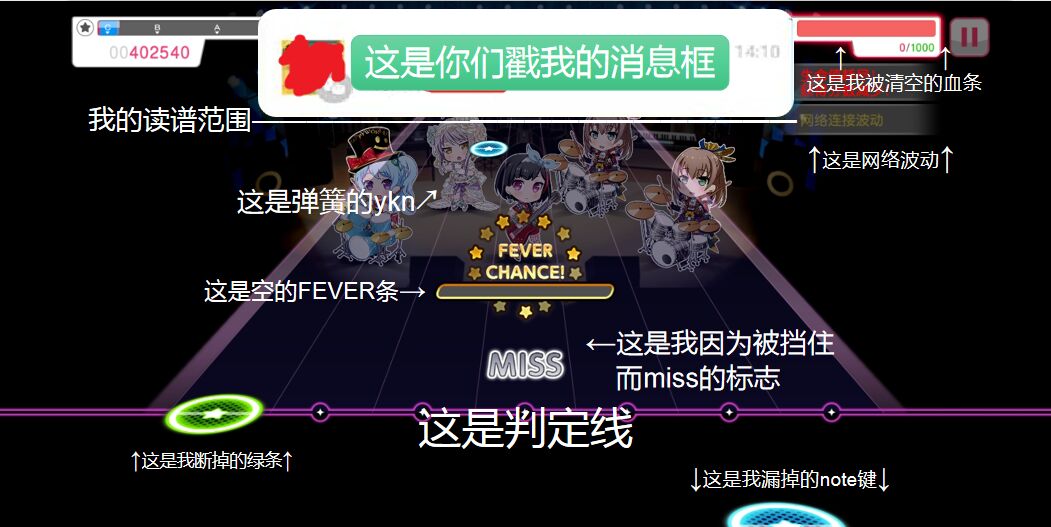 C B A
00402540
这是你们戳我的消息框
14:10
0/1000
这是我被清空的血条
我的读谱范围
网络连接波动
↑这是网络波动↑
这是弹簧的ykn↗
FEVER
CHANCE!
这是空的FEVER条→
MISS
←这是我因为被挡住
而miss的标志
这是判定线
↑这是我断掉的绿条↑
↓这是我漏掉的note键↓